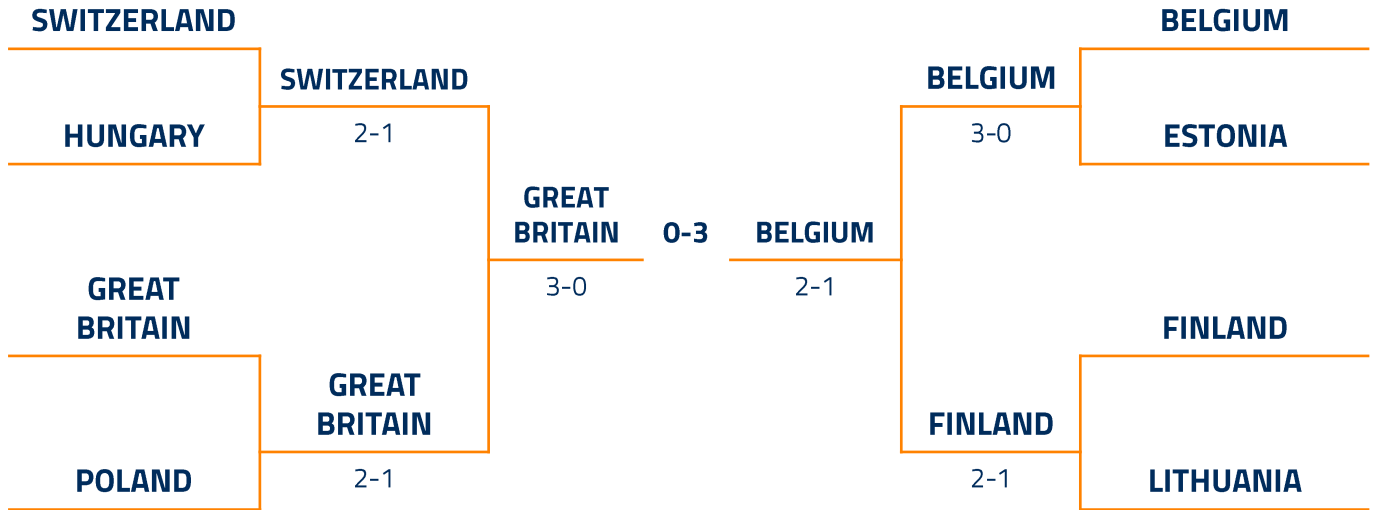 SWITZERLAND
HUNGARY
GREAT
BRITAIN
POLAND
SWITZERLAND
2-1
GREAT
BRITAIN
2-1
GREAT
BRITAIN
3-0
0-3
BELGIUM
2-1
BELGIUM
3-0
FINLAND
2-1
BELGIUM
ESTONIA
FINLAND
LITHUANIA